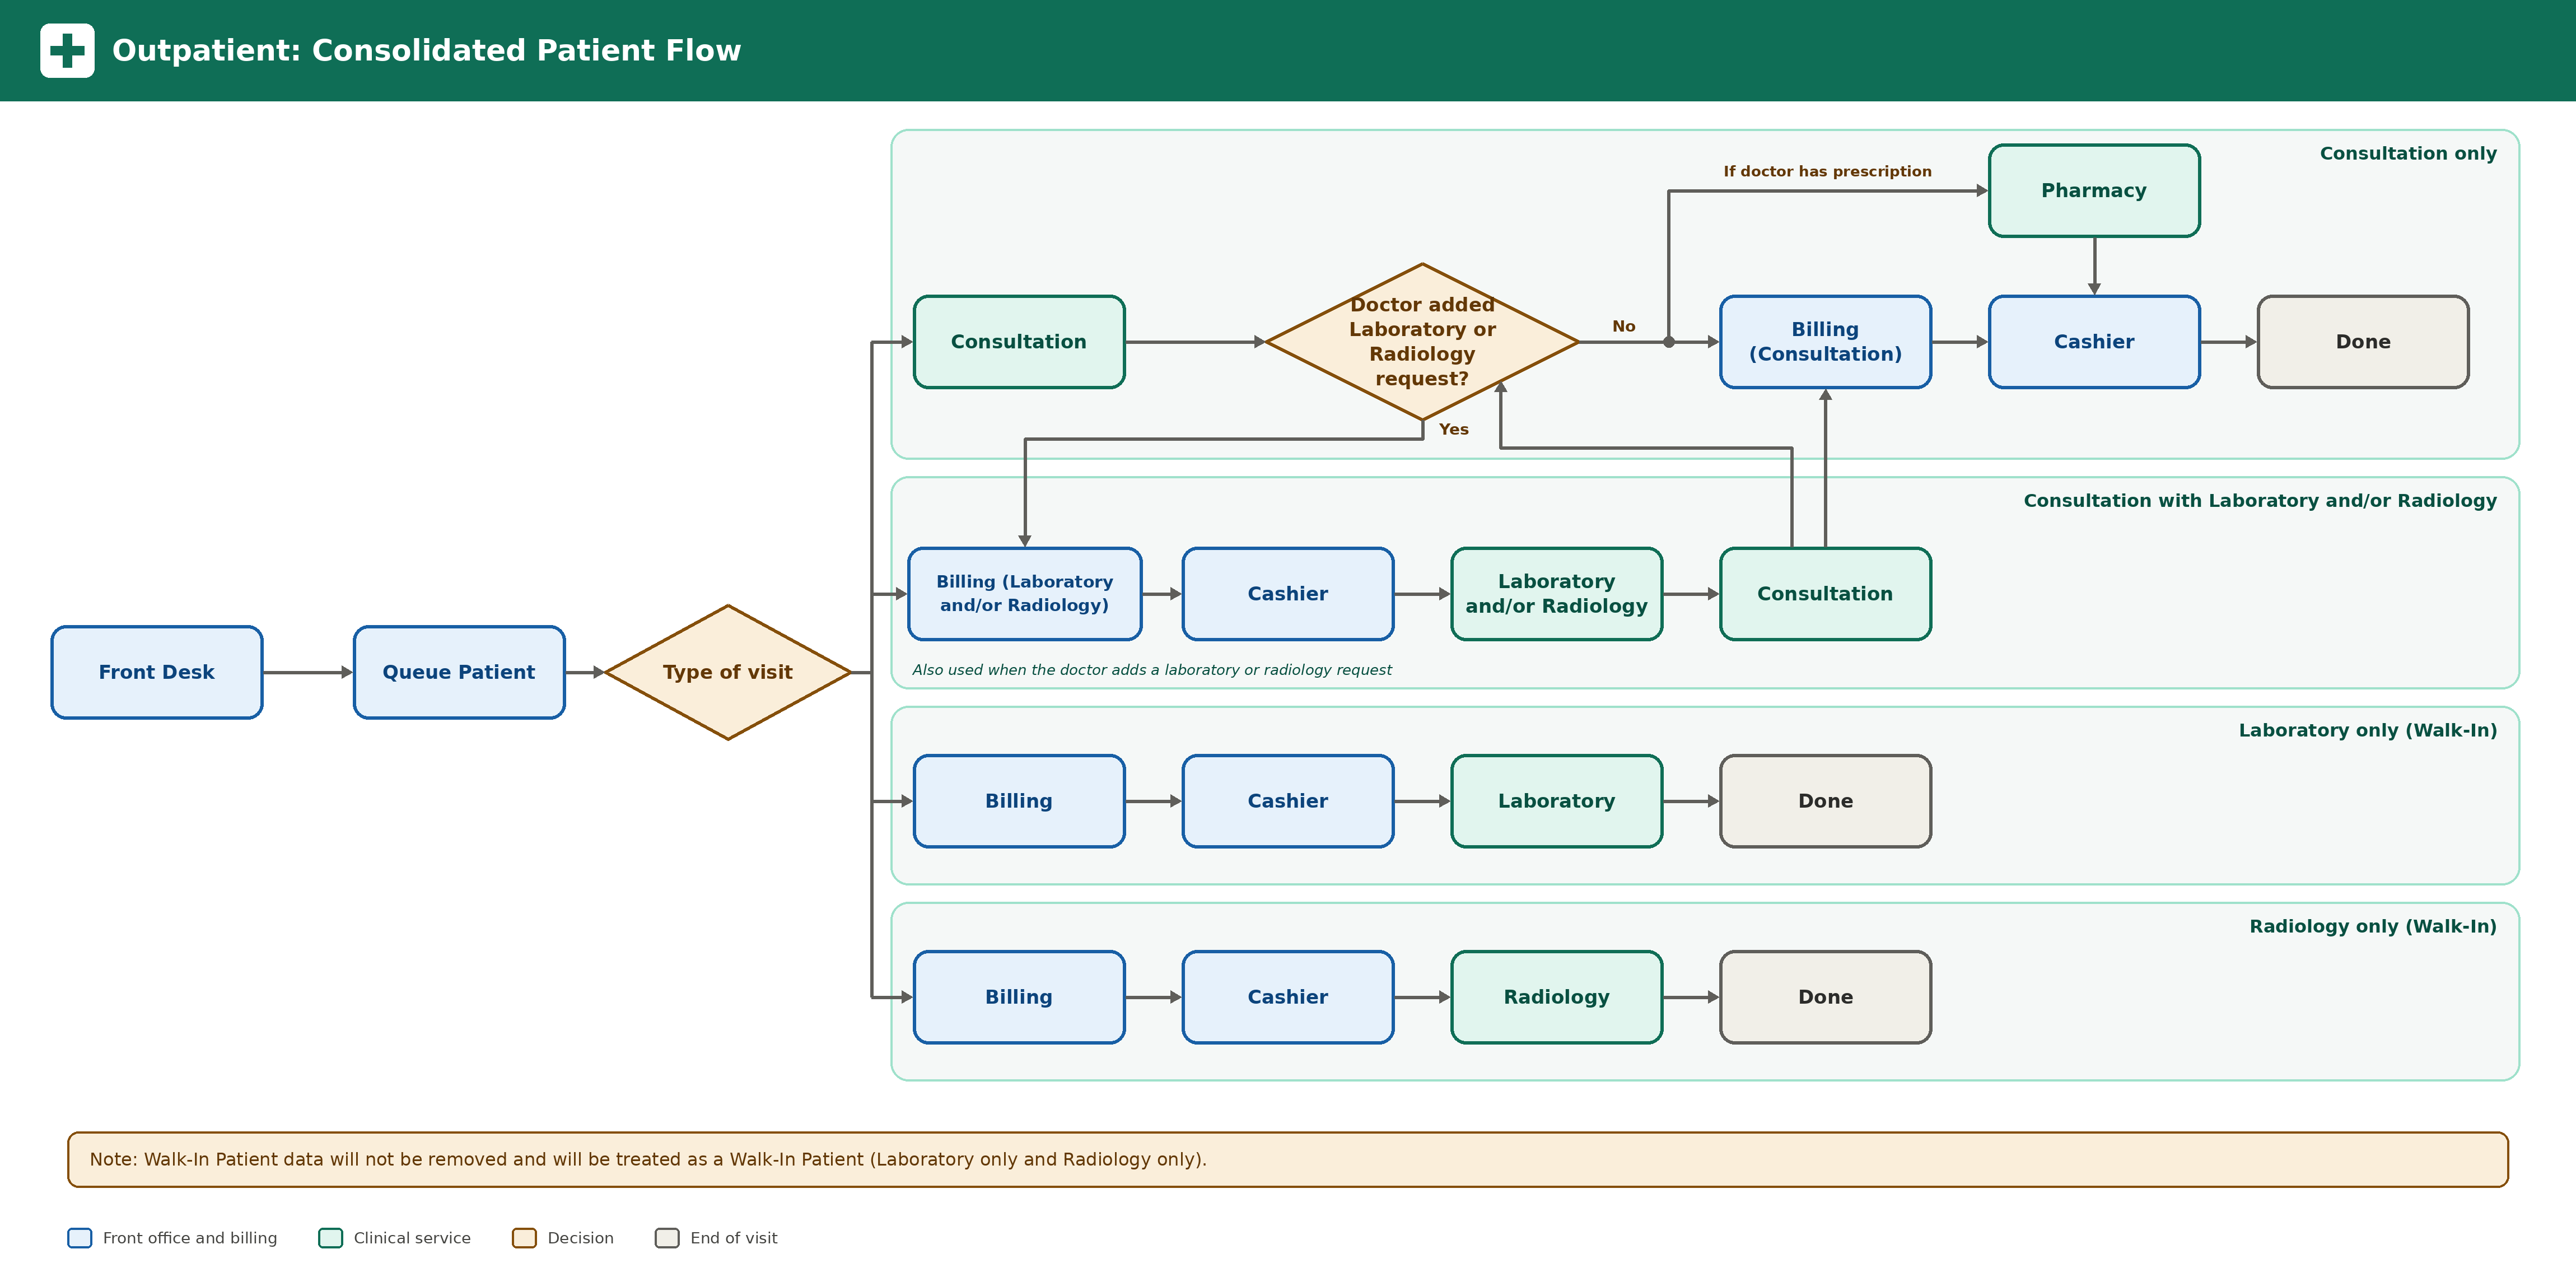 Outpatient: Consolidated Patient Flow
Consultation only
If doctor has prescription
Pharmacy
Consultation
Doctor added
Laboratory or
Radiology
request?
No
Billing
(Consultation)
Cashier
Done
Yes
Consultation with Laboratory and/or Radiology
Billing (Laboratory
and/or Radiology)
Cashier
Laboratory
and/or Radiology
Consultation
Also used when the doctor adds a laboratory or radiology request
Front Desk
Queue Patient
Type of visit
Laboratory only (Walk-In)
Billing
Cashier
Laboratory
Done
Radiology only (Walk-In)
Billing
Cashier
Radiology
Done
Note: Walk-In Patient data will not be removed and will be treated as a Walk-In Patient (Laboratory only and Radiology only).
Front office and billing
Clinical service
Decision
End of visit